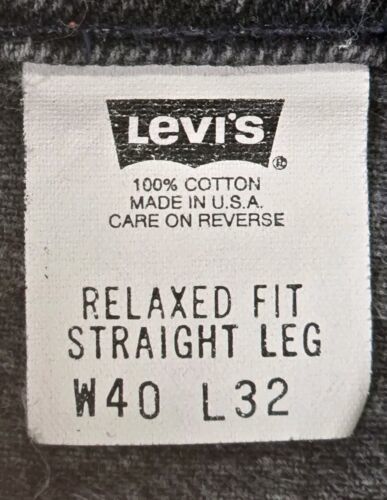 Levi's ®
100% COTTON
MADE IN U.S.A.
CARE ON REVERSE
RELAXED FIT
STRAIGHT LEG
W40 L32